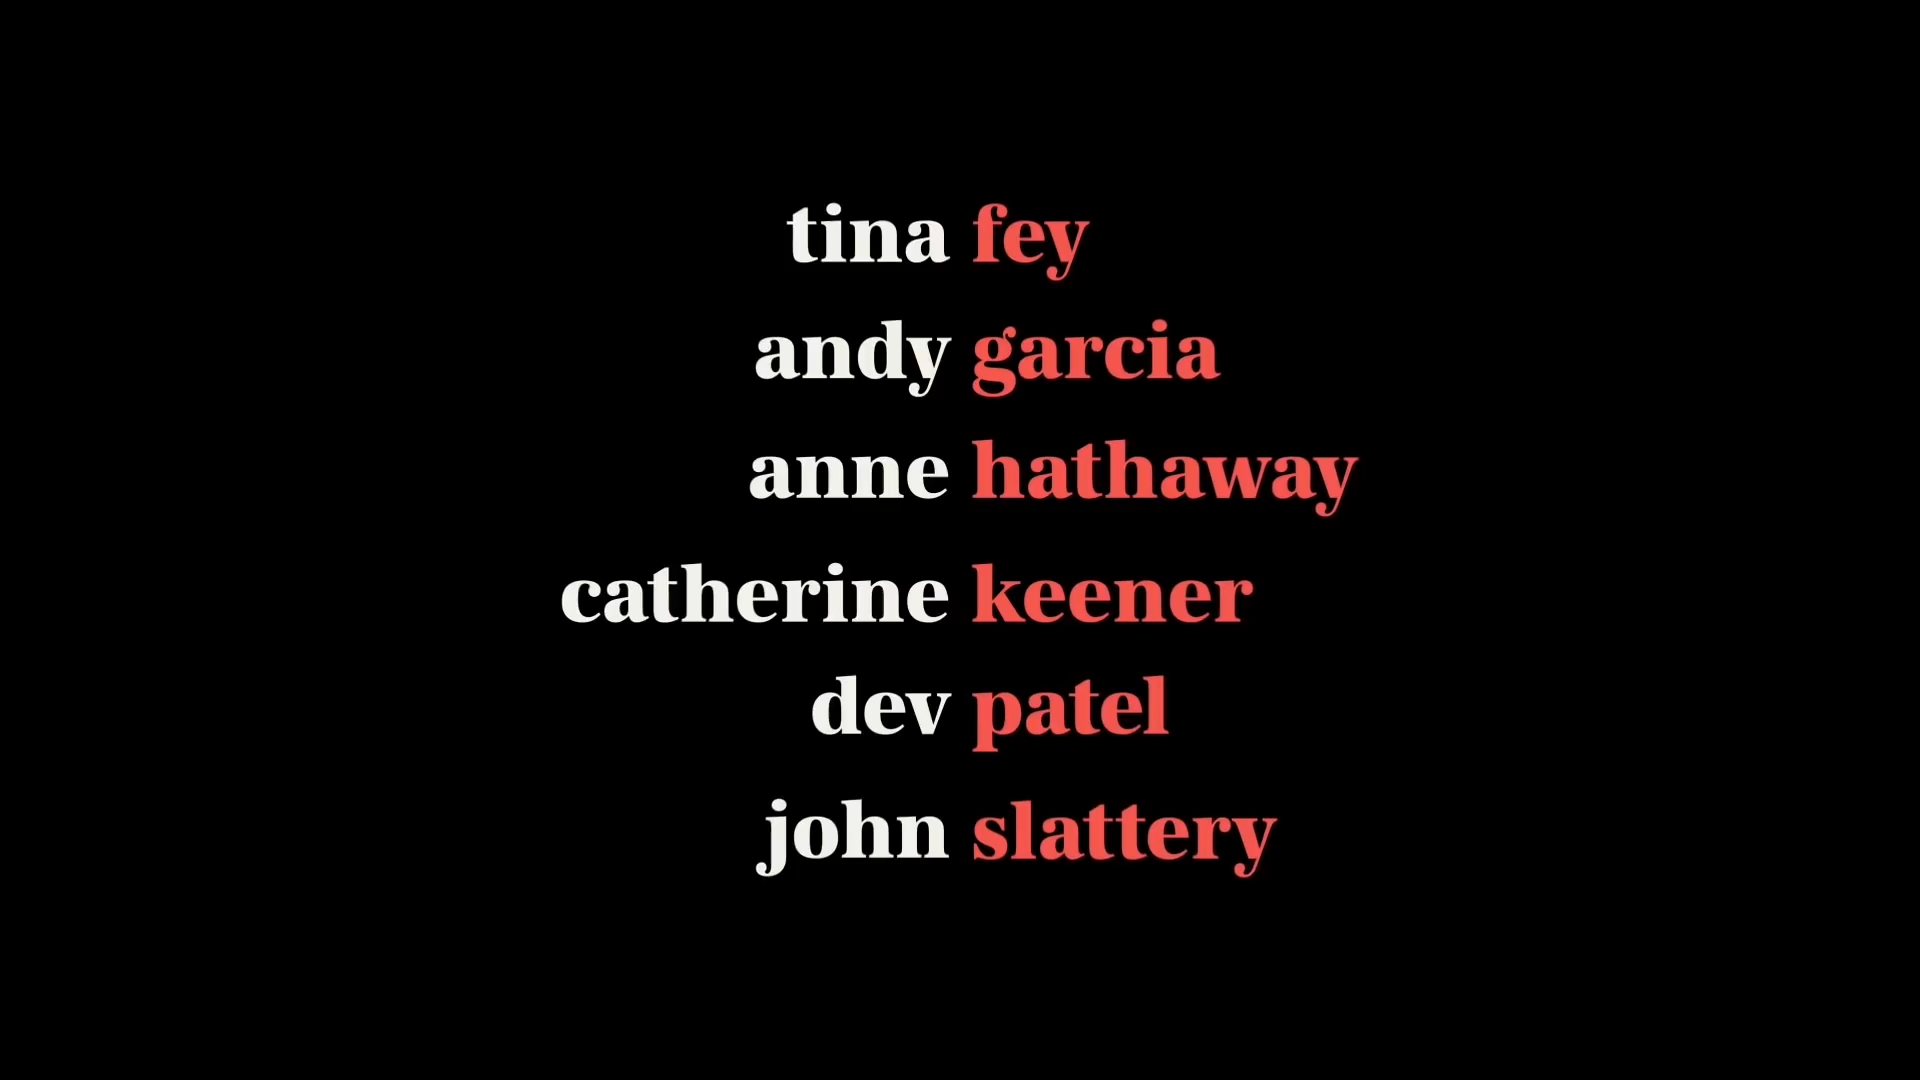 tina fey
andy garcia
anne hathaway
catherine keener
dev patel
john slattery